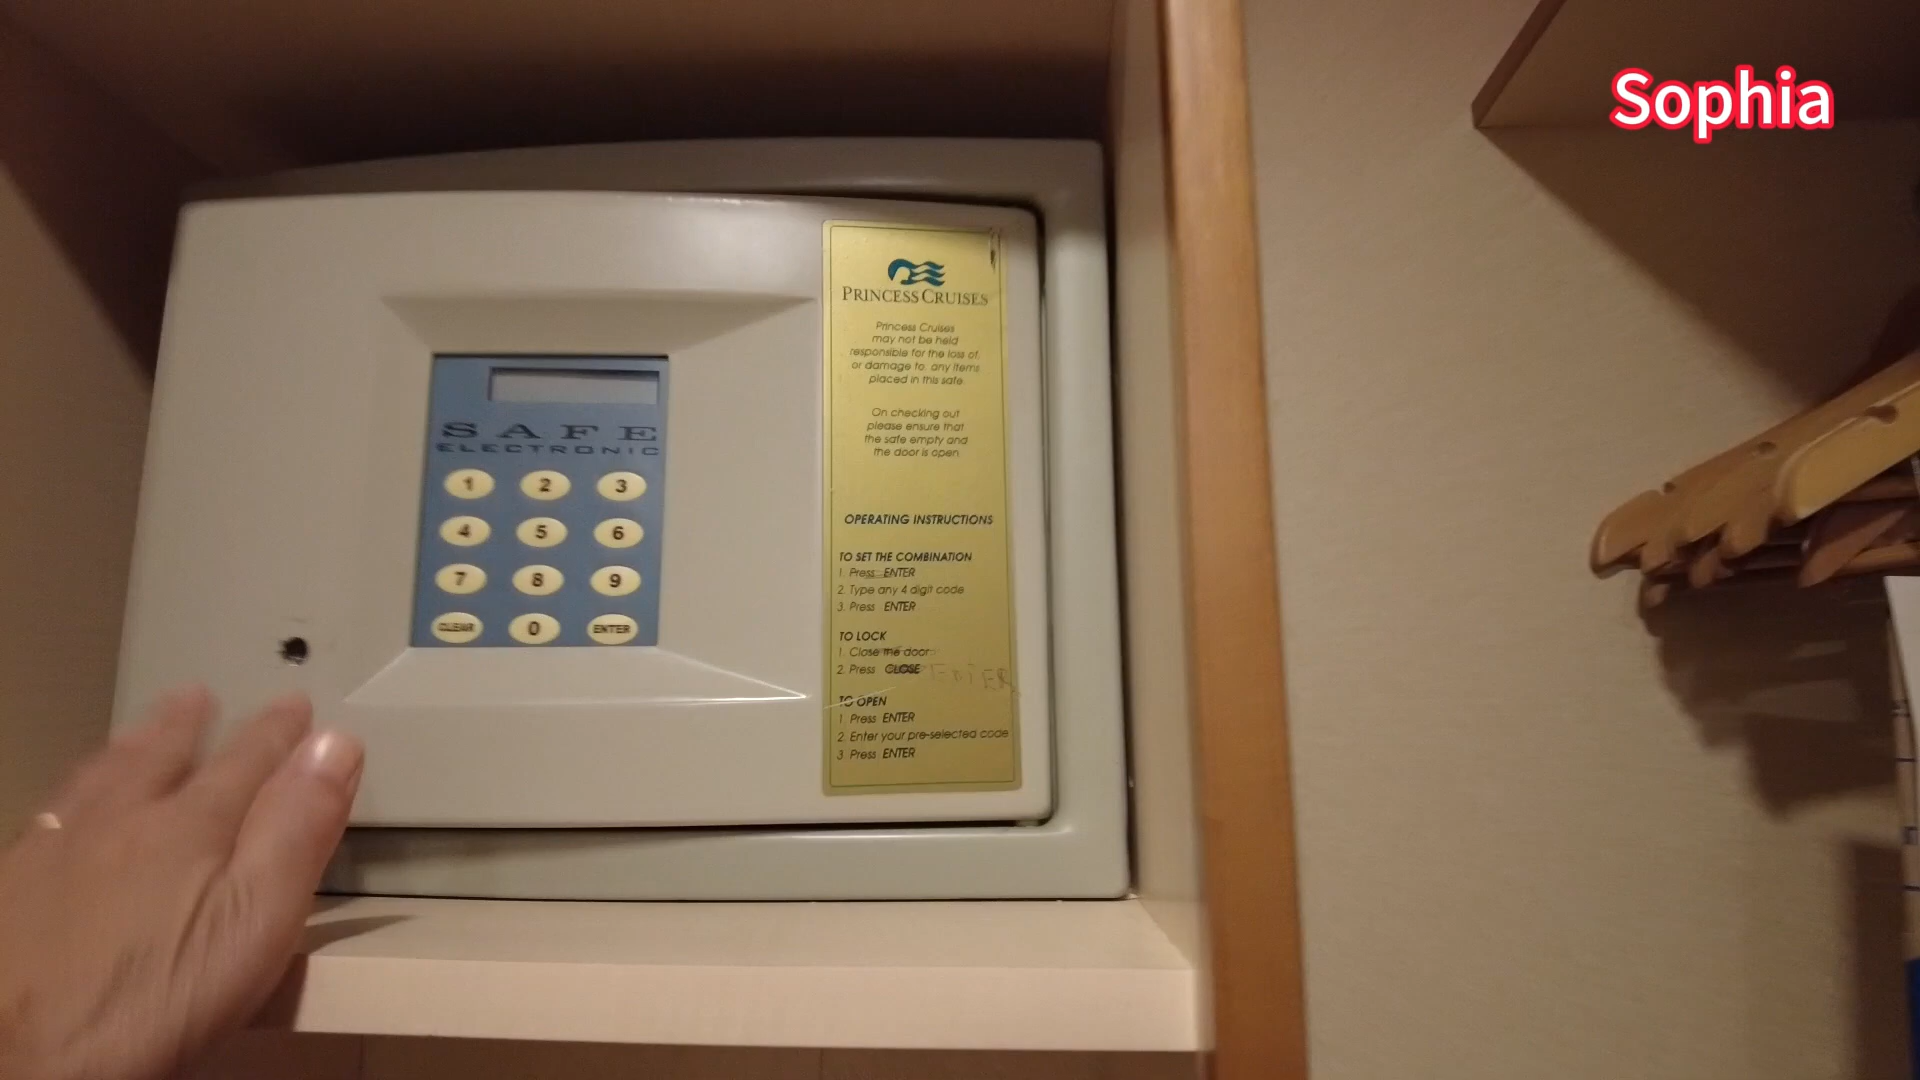 Sophia
PRINCESS CRUISES
Princess Cruises
may not be held
responsible for the loss of,
or damage to, any items
placed in this safe.
On checking out
please ensure that
the safe empty and
the door is open
OPERATING INSTRUCTIONS
TO SET THE COMBINATION
1. Press ENTER
2. Type any 4 digit code
3. Press ENTER
TO LOCK
1. Close the door
2. Press CLOSE ENTER
TO OPEN
1. Press ENTER
2. Enter your pre-selected code
3. Press ENTER
SAFE
ELECTRONIC
1 2 3
4 5 6
7 8 9
CLEAR 0 ENTER